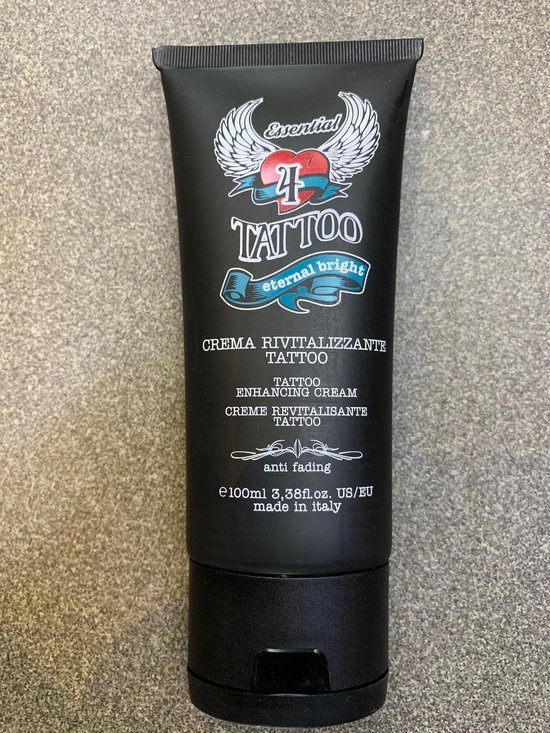 Essential
4
TATTOO
eternal bright
CREMA RIVITALIZZANTE
TATTOO
TATTOO
ENHANCING CREAM
CREME REVITALISANTE
TATTOO
anti fading
℮100ml 3,38fl.oz. US/EU
made in italy